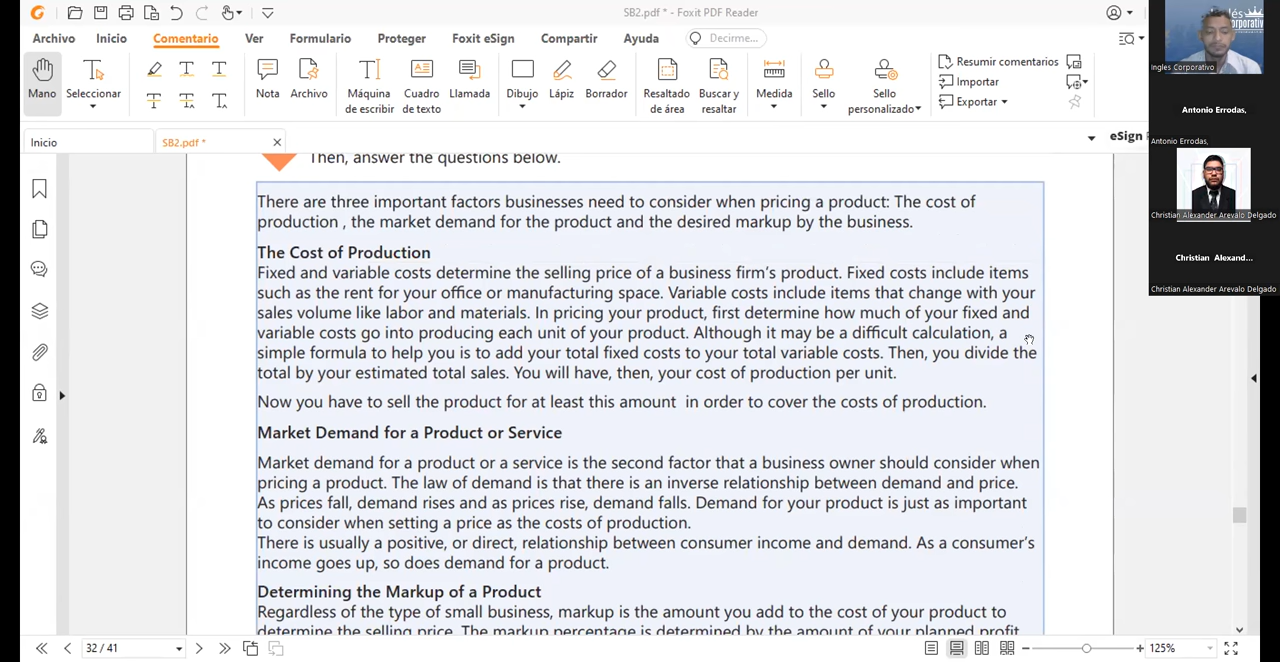 SB2.pdf * - Foxit PDF Reader
Archivo Inicio Comentario Ver Formulario Proteger Foxit eSign Compartir Ayuda Decirme...
Mano Seleccionar Nota Archivo Máquina de escribir Cuadro de texto Llamada Dibujo Lápiz Borrador Resaltado de área Buscar y resaltar Medida Sello Sello personalizado
Resumir comentarios
Importar
Exportar
Inicio SB2.pdf * eSign
Then, answer the questions below.
There are three important factors businesses need to consider when pricing a product: The cost of
production , the market demand for the product and the desired markup by the business.
The Cost of Production
Fixed and variable costs determine the selling price of a business firm's product. Fixed costs include items
such as the rent for your office or manufacturing space. Variable costs include items that change with your
sales volume like labor and materials. In pricing your product, first determine how much of your fixed and
variable costs go into producing each unit of your product. Although it may be a difficult calculation, a
simple formula to help you is to add your total fixed costs to your total variable costs. Then, you divide the
total by your estimated total sales. You will have, then, your cost of production per unit.
Now you have to sell the product for at least this amount in order to cover the costs of production.
Market Demand for a Product or Service
Market demand for a product or a service is the second factor that a business owner should consider when
pricing a product. The law of demand is that there is an inverse relationship between demand and price.
As prices fall, demand rises and as prices rise, demand falls. Demand for your product is just as important
to consider when setting a price as the costs of production.
There is usually a positive, or direct, relationship between consumer income and demand. As a consumer's
income goes up, so does demand for a product.
Determining the Markup of a Product
Regardless of the type of small business, markup is the amount you add to the cost of your product to
determine the selling price. The markup percentage is determined by the amount of your planned profit
32 / 41
125%
Ingles Corporativo
Antonio Errodas,
Antonio Errodas,
Christian Alexander Arevalo Delgado
Christian Alexand...
Christian Alexander Arevalo Delgado